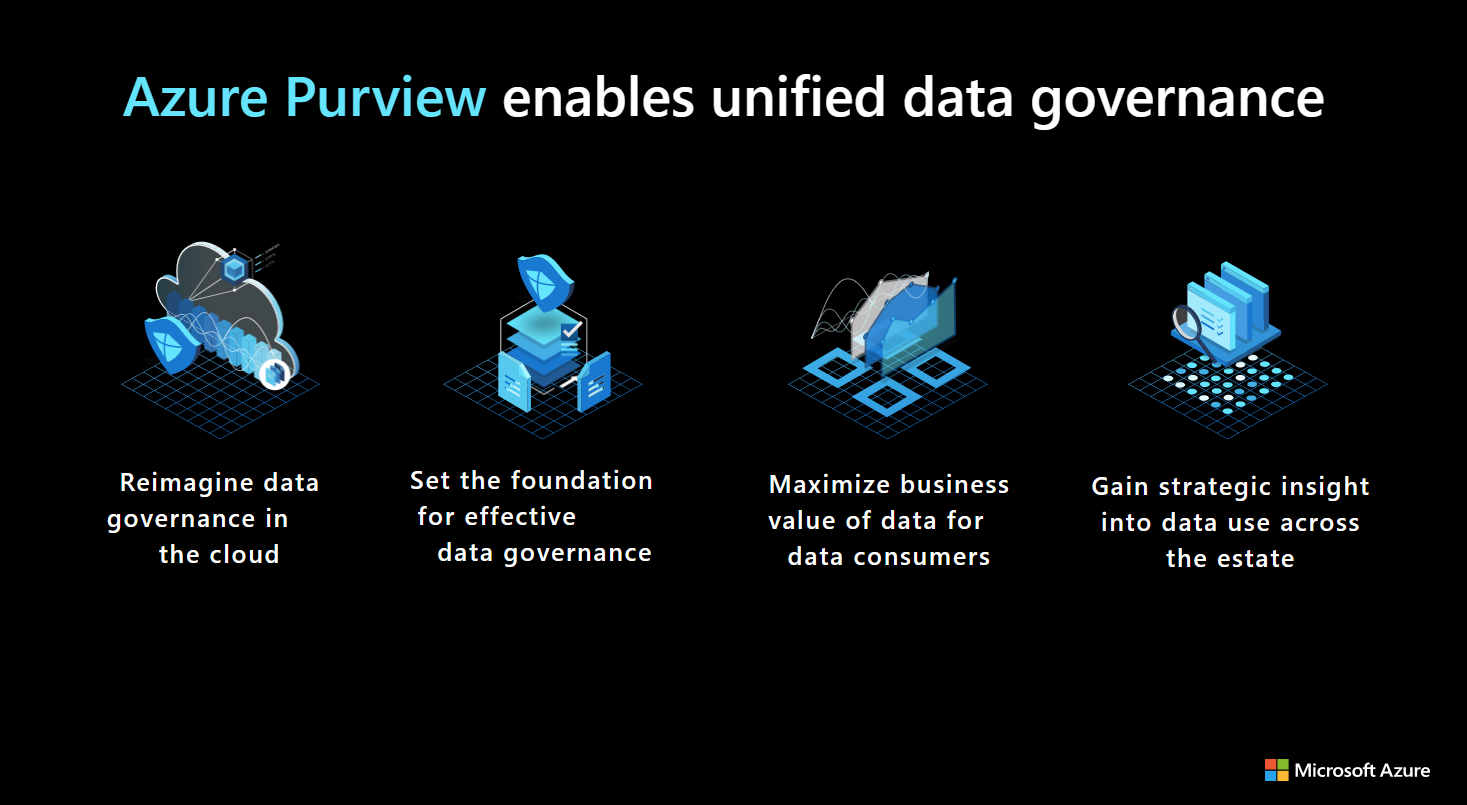 Azure Purview enables unified data governance
Reimagine data
governance in
the cloud
Set the foundation
for effective
data governance
Maximize business
value of data for
data consumers
Gain strategic insight
into data use across
the estate
Microsoft Azure